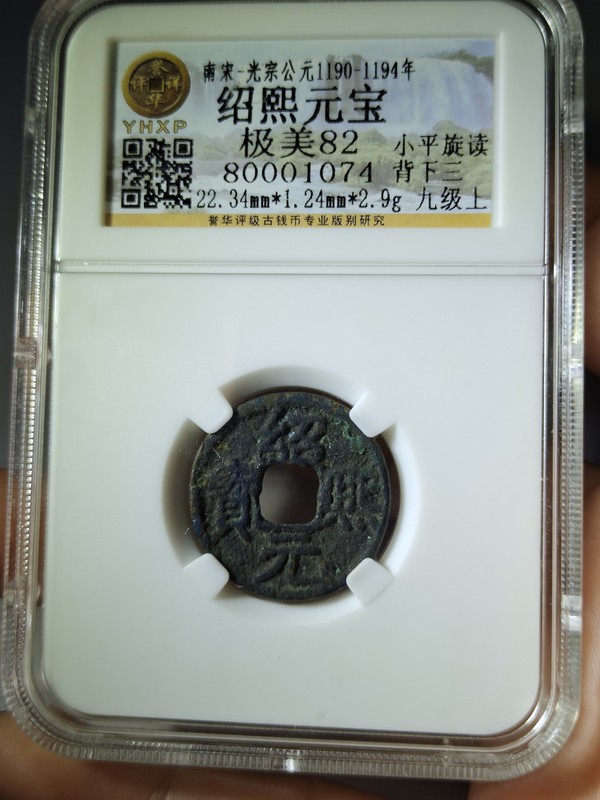 南宋-光宗公元1190-1194年
绍熙元宝
极美82 小平旋读
80001074 背下三
22.34mm*1.24mm*2.9g 九级上
誉华评级古钱币专业版别研究
YHXP
紹
熙
元
寶